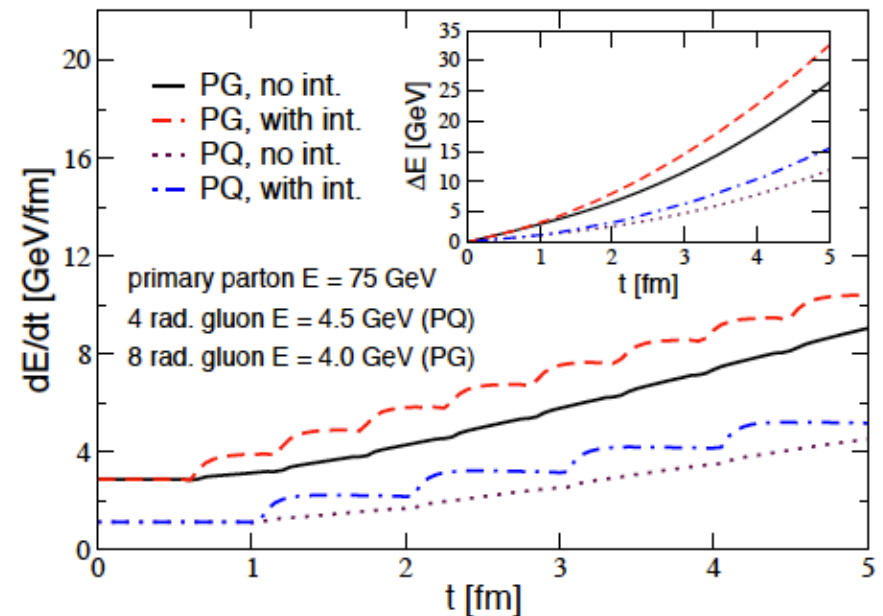 20
16
12
8
4
0
dE/dt [GeV/fm]
PG, no int.
PG, with int.
PQ, no int.
PQ, with int.
primary parton E = 75 GeV
4 rad. gluon E = 4.5 GeV (PQ)
8 rad. gluon E = 4.0 GeV (PG)
35
30
25
20
15
10
5
0
ΔE [GeV]
0 1 2 3 4 5
t [fm]
0 1 2 3 4 5
t [fm]